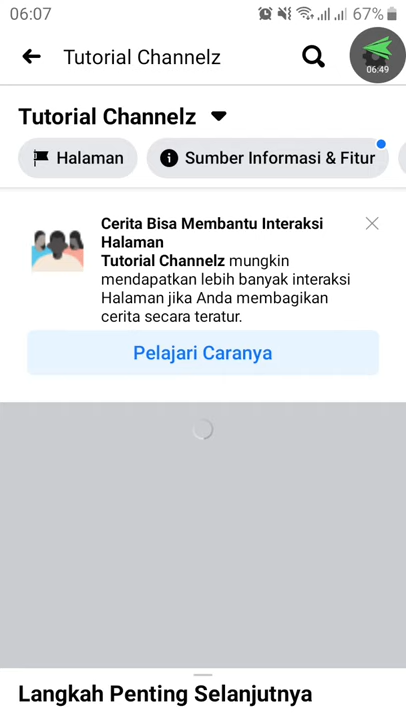 06:07
67%
Tutorial Channelz
06:49
Tutorial Channelz
Halaman
Sumber Informasi & Fitur
Cerita Bisa Membantu Interaksi
Halaman
Tutorial Channelz mungkin
mendapatkan lebih banyak interaksi
Halaman jika Anda membagikan
cerita secara teratur.
Pelajari Caranya
Langkah Penting Selanjutnya